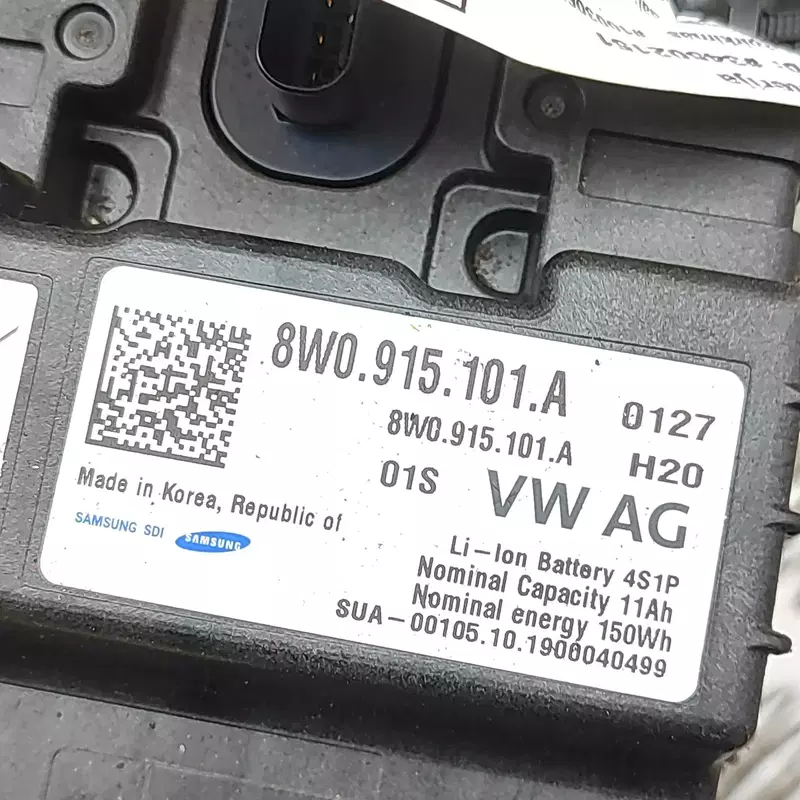 #34602151
8W0.915.101.A 0127
8W0.915.101.A H20
01S VW AG
Made in Korea, Republic of
SAMSUNG SDI SAMSUNG
Li-Ion Battery 4S1P
Nominal Capacity 11Ah
Nominal energy 150Wh
SUA-00105.10.1900040499